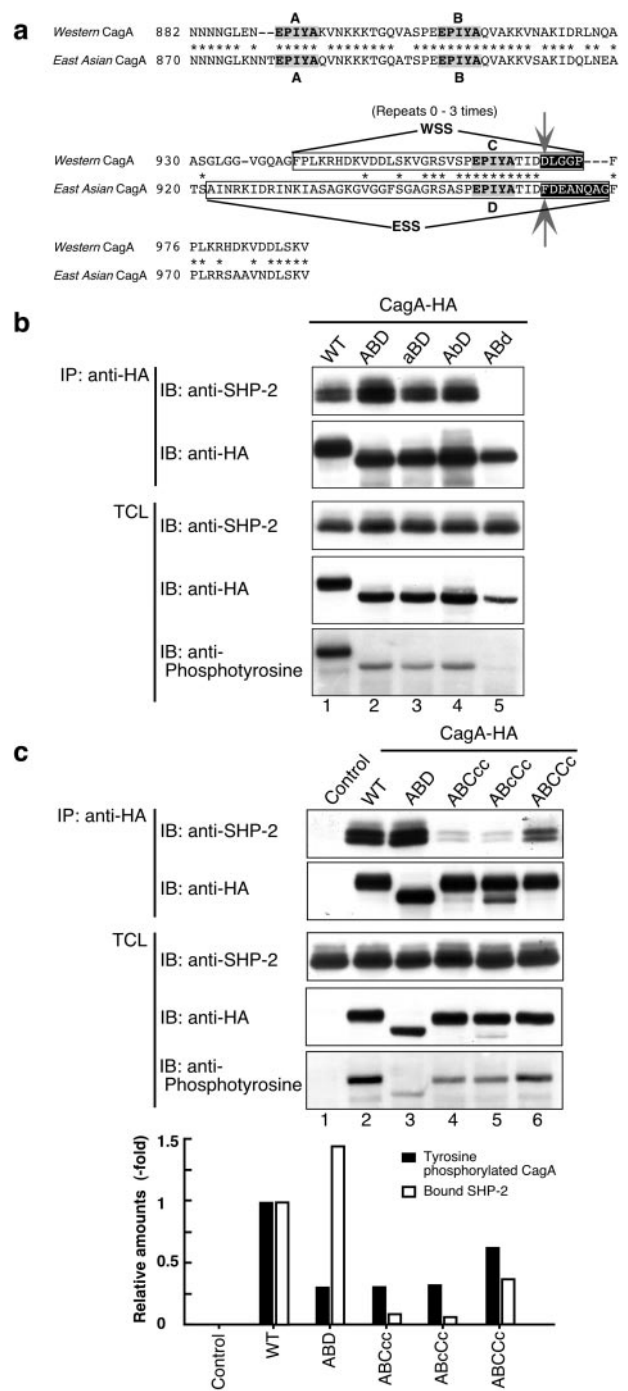 a
A B
Western CagA 882 NNNNGLEN--EPIYAKVNKKKTGQVASPEEPIYAQVAKKVNAKIDRLNQA
East Asian CagA 870 NNNNGLKNNTEPIYAQVNKKKTGQATSPEEPIYAQVAKKVSAKIDQLNEA
A B
(Repeats 0 - 3 times)
WSS
C
Western CagA 930 ASGLGG-VGQAGFPLKRHDKVDDLSKVGRSVSPEPIYATIDDLGGP---F
East Asian CagA 920 TSAINRKIDRINKIASAGKGVGGFSGAGRSASPEPIYATIDFDEANQAGF
D
ESS
Western CagA 976 PLKRHDKVDDLSKV
** * * ******
East Asian CagA 970 PLRRSAAVNDLSKV
b
CagA-HA
WT ABD aBD AbD ABd
IP: anti-HA
IB: anti-SHP-2
IB: anti-HA
TCL
IB: anti-SHP-2
IB: anti-HA
IB: anti-
Phosphotyrosine
1 2 3 4 5
c
CagA-HA
Control WT ABD ABCcc ABcCc ABCCc
IP: anti-HA
IB: anti-SHP-2
IB: anti-HA
TCL
IB: anti-SHP-2
IB: anti-HA
IB: anti-
Phosphotyrosine
1 2 3 4 5 6
Relative amounts (-fold)
1.5
1
0.5
0
Tyrosine
phosphorylated CagA
Bound SHP-2
Control WT ABD ABCcc ABcCc ABCCc